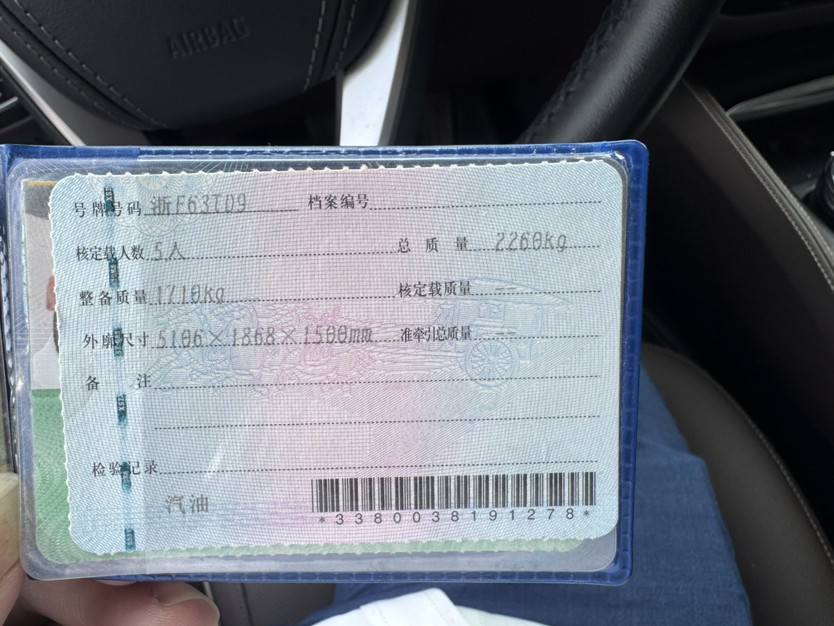 AIRBAG
号牌号码 浙F63TD9 档案编号
核定载人数 5人 总质量 2260kg
整备质量 1710kg 核定载质量 --
外廓尺寸 5106×1868×1500mm 准牵引总质量 --
备注
检验记录
汽油
*3380038191278*